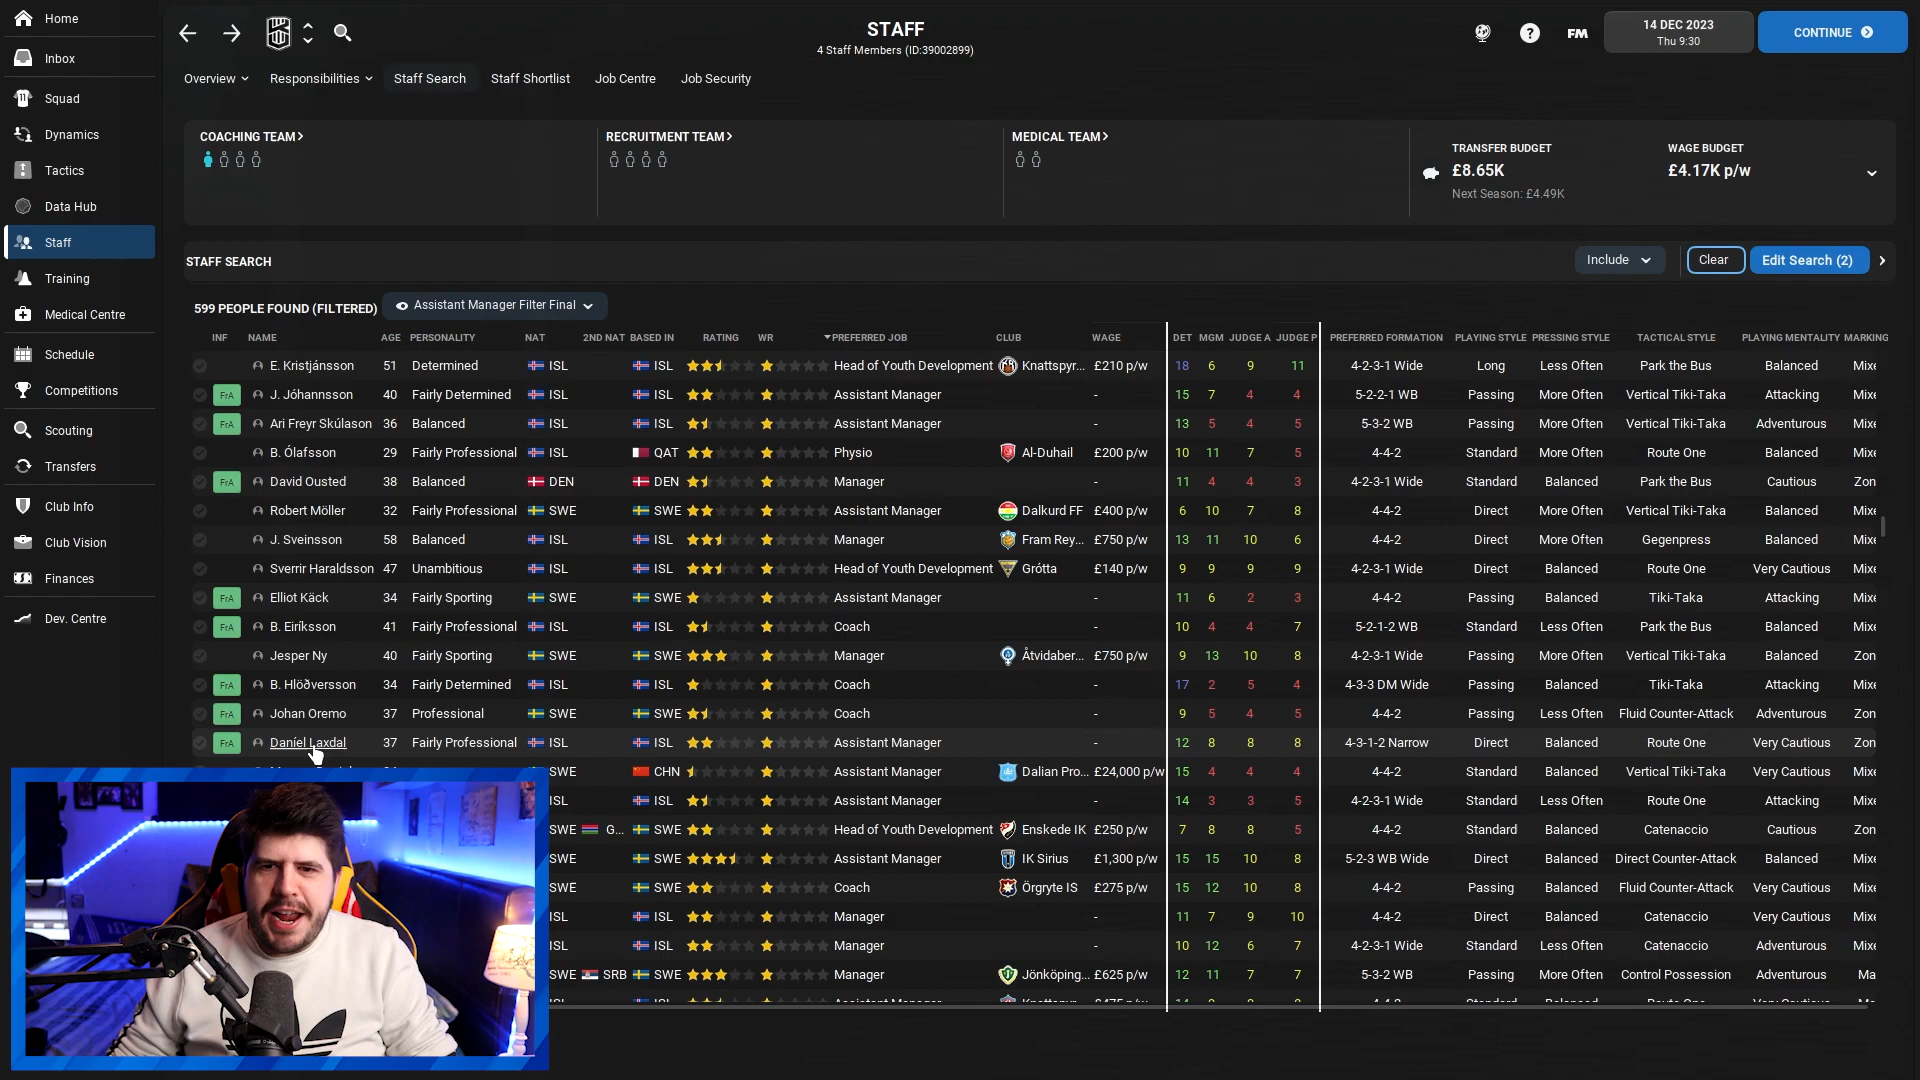 Home
Inbox
Squad
Dynamics
Tactics
Data Hub
Staff
Training
Medical Centre
Schedule
Competitions
Scouting
Transfers
Club Info
Club Vision
Finances
Dev. Centre
STAFF
4 Staff Members (ID:39002899)
FM
14 DEC 2023
Thu 9:30
CONTINUE
Overview Responsibilities Staff Search Staff Shortlist Job Centre Job Security
COACHING TEAM
RECRUITMENT TEAM
MEDICAL TEAM
TRANSFER BUDGET
£8.65K
Next Season: £4.49K
WAGE BUDGET
£4.17K p/w
STAFF SEARCH
Include Clear Edit Search (2)
599 PEOPLE FOUND (FILTERED) Assistant Manager Filter Final
INF NAME AGE PERSONALITY NAT 2ND NAT BASED IN RATING WR PREFERRED JOB CLUB WAGE DET MGM JUDGE A JUDGE P PREFERRED FORMATION PLAYING STYLE PRESSING STYLE TACTICAL STYLE PLAYING MENTALITY MARKING
E. Kristjánsson 51 Determined ISL ISL Head of Youth Development Knattspyr... £210 p/w 18 6 9 11 4-2-3-1 Wide Long Less Often Park the Bus Balanced Mixe
FrA J. Jóhannsson 40 Fairly Determined ISL ISL Assistant Manager - 15 7 4 4 5-2-2-1 WB Passing More Often Vertical Tiki-Taka Attacking Mixe
FrA Ari Freyr Skúlason 36 Balanced ISL ISL Assistant Manager - 13 5 4 5 5-3-2 WB Passing More Often Vertical Tiki-Taka Adventurous Mixe
B. Ólafsson 29 Fairly Professional ISL QAT Physio Al-Duhail £200 p/w 10 11 7 5 4-4-2 Standard More Often Route One Balanced Mixe
FrA David Ousted 38 Balanced DEN DEN Manager - 11 4 4 3 4-2-3-1 Wide Standard Balanced Park the Bus Cautious Zon
Robert Möller 32 Fairly Professional SWE SWE Assistant Manager Dalkurd FF £400 p/w 6 10 7 8 4-4-2 Direct More Often Vertical Tiki-Taka Balanced Mixe
J. Sveinsson 58 Balanced ISL ISL Manager Fram Rey... £750 p/w 13 11 10 6 4-4-2 Direct More Often Gegenpress Balanced Mixe
Sverrir Haraldsson 47 Unambitious ISL ISL Head of Youth Development Grótta £140 p/w 9 9 9 9 4-2-3-1 Wide Direct Balanced Route One Very Cautious Mixe
FrA Elliot Käck 34 Fairly Sporting SWE SWE Assistant Manager - 11 6 2 3 4-4-2 Passing Balanced Tiki-Taka Attacking Mixe
FrA B. Eiríksson 41 Fairly Professional ISL ISL Coach - 10 4 4 7 5-2-1-2 WB Standard Less Often Park the Bus Balanced Mixe
Jesper Ny 40 Fairly Sporting SWE SWE Manager Åtvidaber... £750 p/w 9 13 10 8 4-2-3-1 Wide Passing More Often Vertical Tiki-Taka Balanced Zon
FrA B. Hlöðversson 34 Fairly Determined ISL ISL Coach - 17 2 5 4 4-3-3 DM Wide Passing Balanced Tiki-Taka Attacking Mixe
FrA Johan Oremo 37 Professional SWE SWE Coach - 9 5 4 5 4-4-2 Passing Less Often Fluid Counter-Attack Adventurous Zon
FrA Daníel Laxdal 37 Fairly Professional ISL ISL Assistant Manager - 12 8 8 8 4-3-1-2 Narrow Direct Balanced Route One Very Cautious Zon
SWE CHN Assistant Manager Dalian Pro... £24,000 p/w 15 4 4 4 4-4-2 Standard Balanced Vertical Tiki-Taka Very Cautious Mixe
ISL ISL Assistant Manager - 14 3 3 5 4-2-3-1 Wide Standard Less Often Route One Attacking Mixe
SWE G... SWE Head of Youth Development Enskede IK £250 p/w 7 8 8 5 4-4-2 Standard Balanced Catenaccio Cautious Zon
SWE SWE Assistant Manager IK Sirius £1,300 p/w 15 15 10 8 5-2-3 WB Wide Direct Balanced Direct Counter-Attack Balanced Mixe
SWE SWE Coach Örgryte IS £275 p/w 15 12 10 8 4-4-2 Passing Balanced Fluid Counter-Attack Very Cautious Mixe
ISL ISL Manager - 11 7 9 10 4-4-2 Direct Balanced Catenaccio Very Cautious Mixe
ISL ISL Manager - 10 12 6 7 4-2-3-1 Wide Standard Less Often Catenaccio Adventurous Mixe
SWE SRB SWE Manager Jönköping... £625 p/w 12 11 7 7 5-3-2 WB Passing More Often Control Possession Adventurous Ma